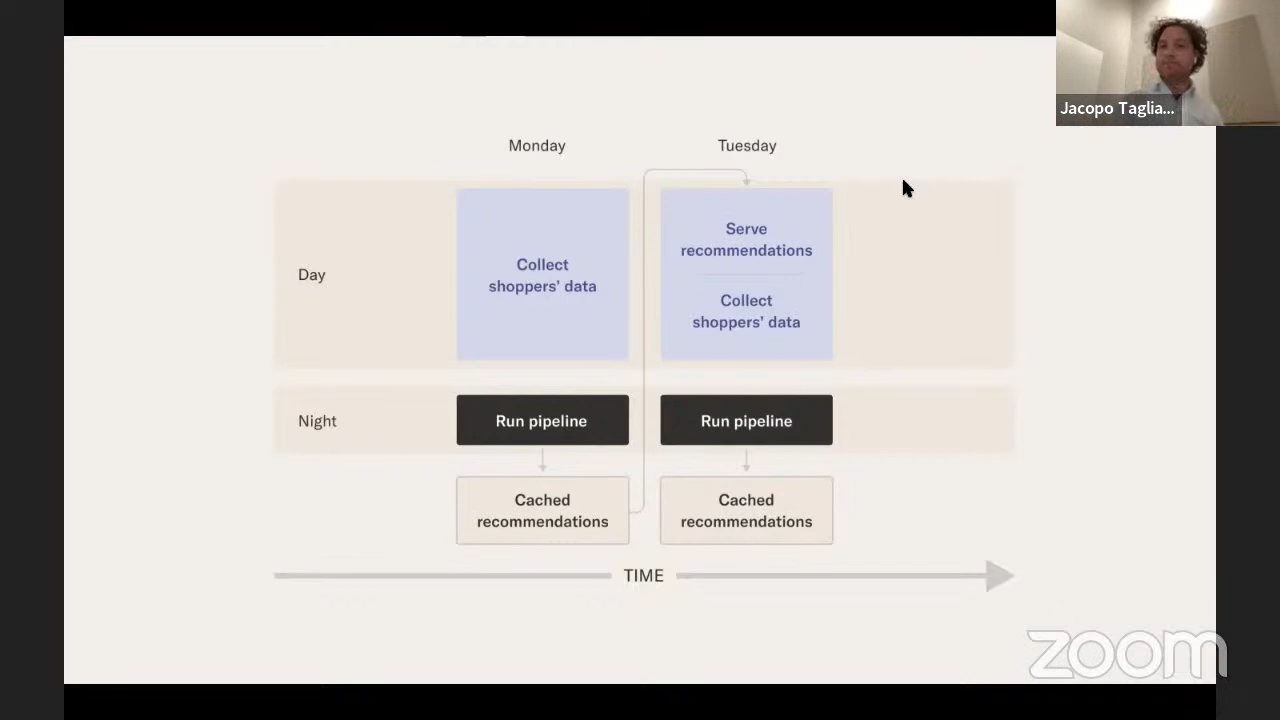 Jacopo Taglia...
Monday
Tuesday
Day
Collect
shoppers' data
Serve
recommendations
Collect
shoppers' data
Night
Run pipeline
Run pipeline
Cached
recommendations
Cached
recommendations
TIME
zoom